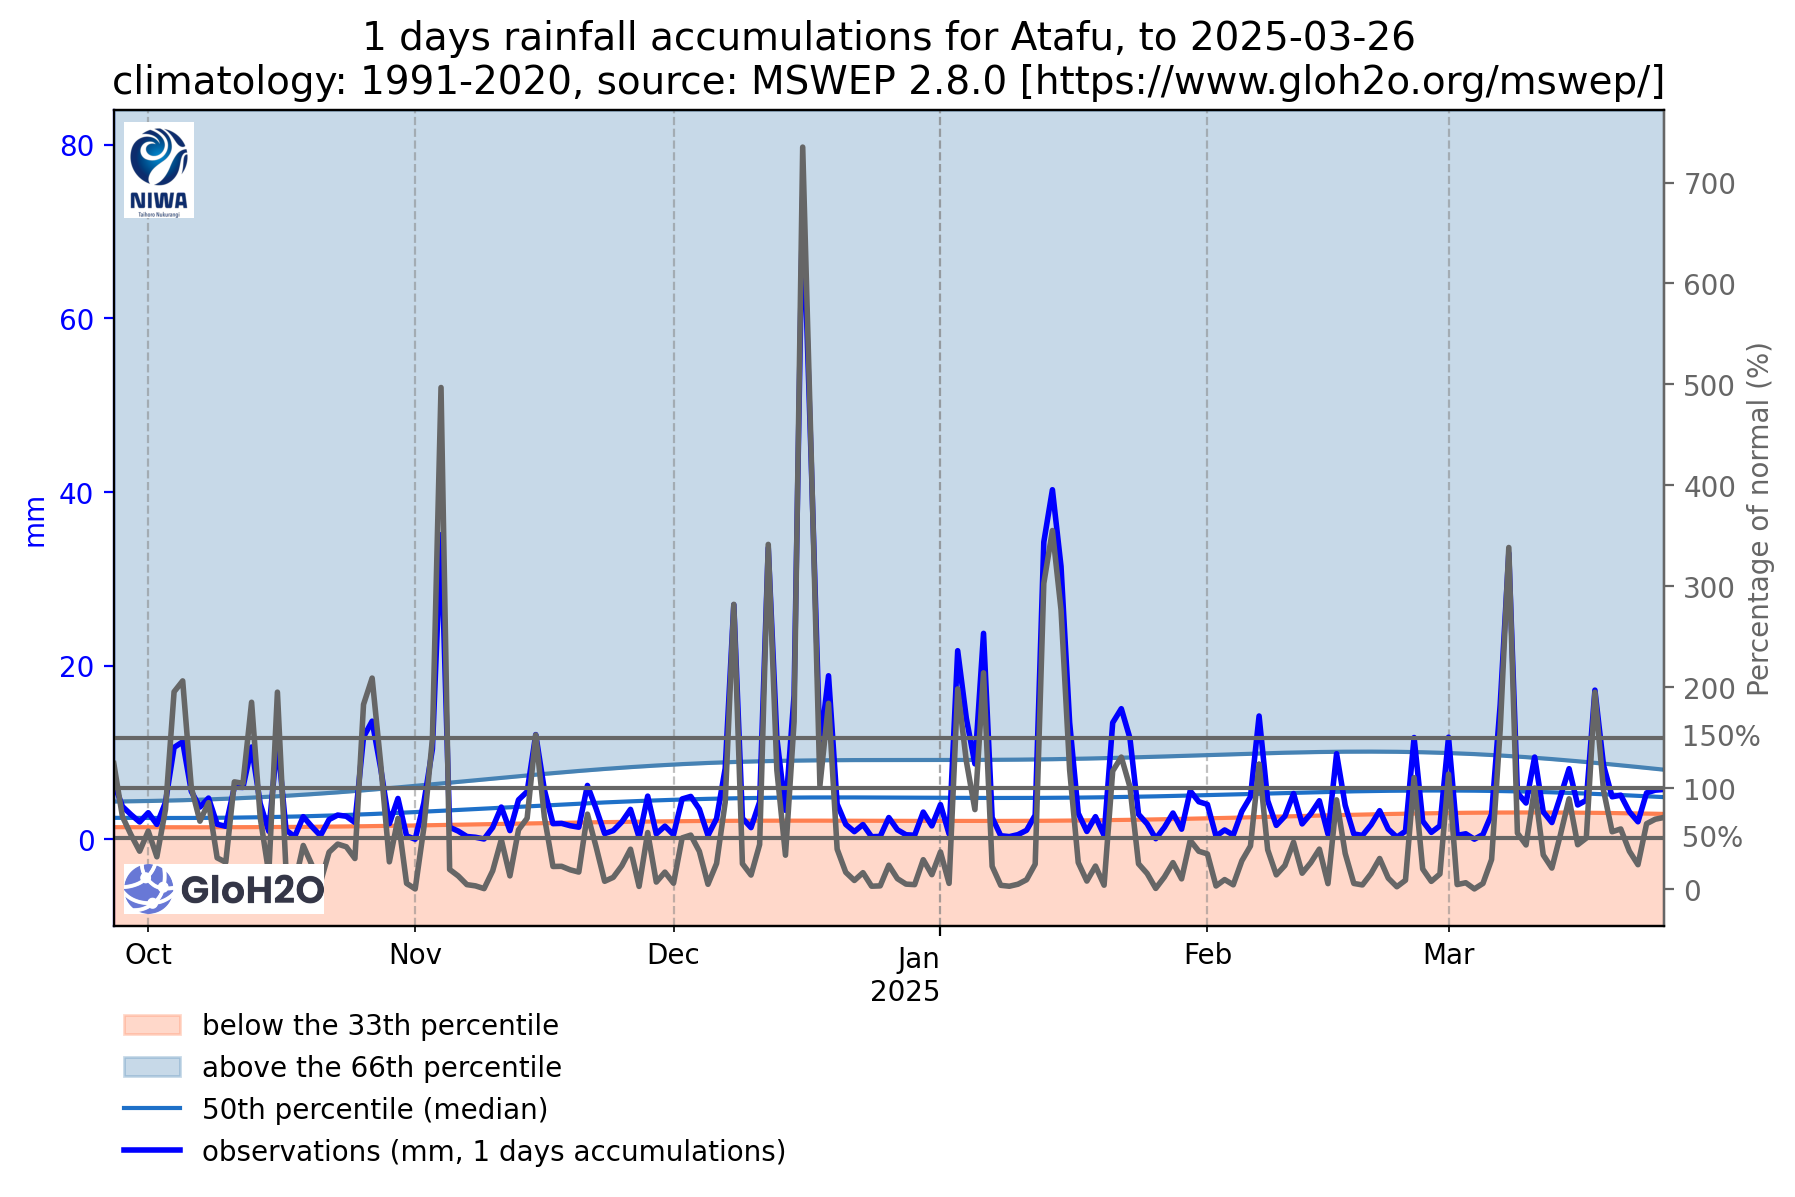 1 days rainfall accumulations for Atafu, to 2025-03-26
climatology: 1991-2020, source: MSWEP 2.8.0 [https://www.gloh2o.org/mswep/]
NIWA
Taihoro Nukurangi
80
60
40
20
0
mm
700
600
500
400
300
200
150%
100
50%
0
Percentage of normal (%)
GloH2O
Oct
Nov
Dec
Jan
2025
Feb
Mar
below the 33th percentile
above the 66th percentile
50th percentile (median)
observations (mm, 1 days accumulations)